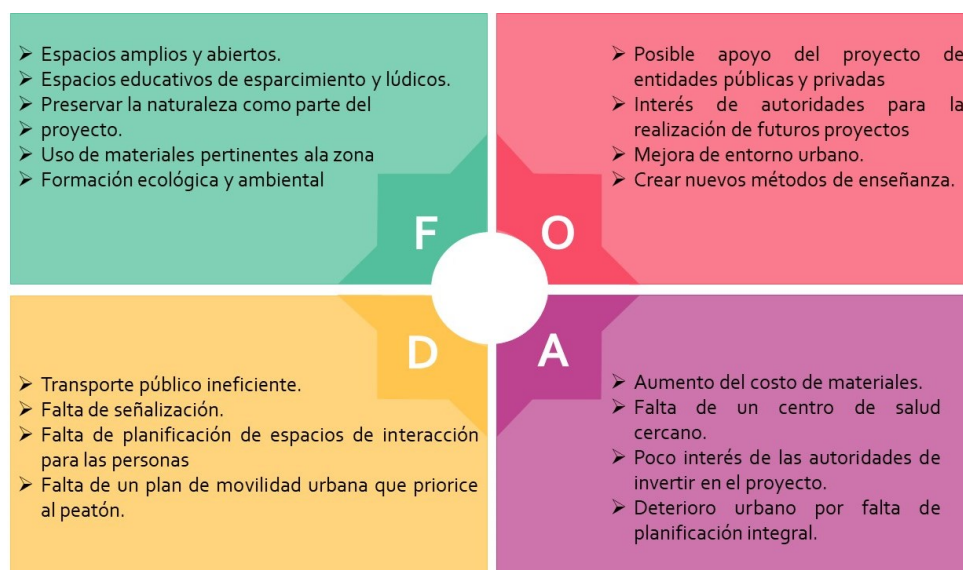 ➢ Espacios amplios y abiertos.
➢ Espacios educativos de esparcimiento y lúdicos.
➢ Preservar la naturaleza como parte del
➢ proyecto.
➢ Uso de materiales pertinentes ala zona
➢ Formación ecológica y ambiental
F
➢ Posible apoyo del proyecto de
entidades públicas y privadas
➢ Interés de autoridades para la
realización de futuros proyectos
➢ Mejora de entorno urbano.
➢ Crear nuevos métodos de enseñanza.
O
D
➢ Transporte público ineficiente.
➢ Falta de señalización.
➢ Falta de planificación de espacios de interacción
para las personas
➢ Falta de un plan de movilidad urbana que priorice
al peatón.
A
➢ Aumento del costo de materiales.
➢ Falta de un centro de salud
cercano.
➢ Poco interés de las autoridades de
invertir en el proyecto.
➢ Deterioro urbano por falta de
planificación integral.